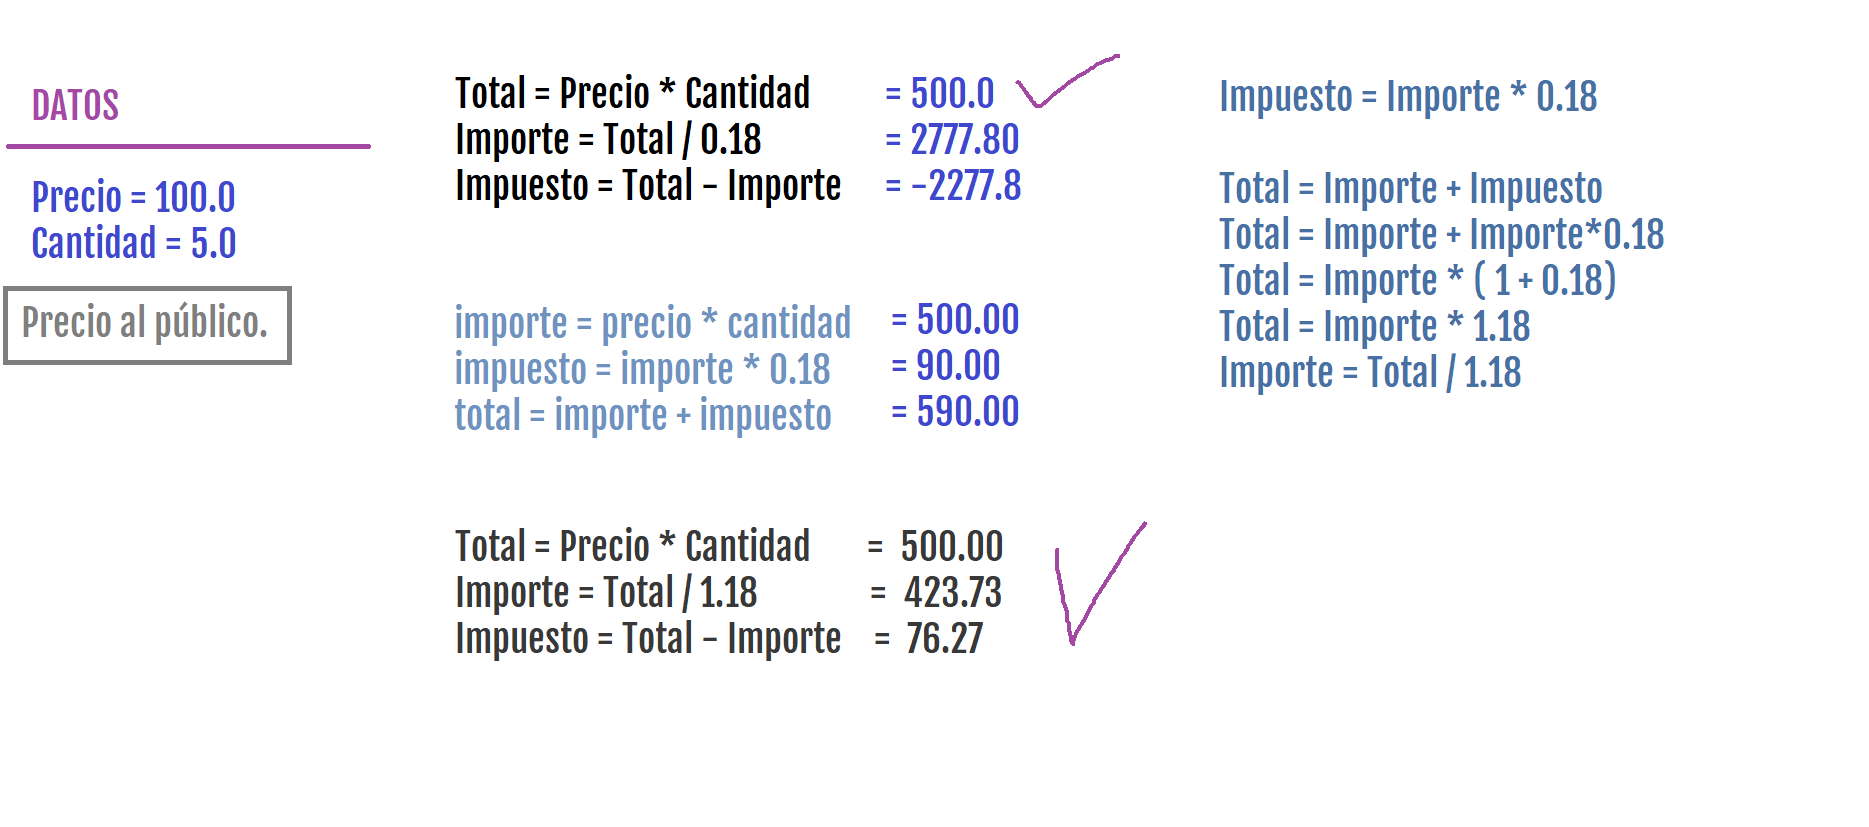 DATOS
Precio = 100.0
Cantidad = 5.0
Precio al público.
Total = Precio * Cantidad = 500.0
Importe = Total / 0.18 = 2777.80
Impuesto = Total - Importe = -2277.8
importe = precio * cantidad = 500.00
impuesto = importe * 0.18 = 90.00
total = importe + impuesto = 590.00
Total = Precio * Cantidad = 500.00
Importe = Total / 1.18 = 423.73
Impuesto = Total - Importe = 76.27
Impuesto = Importe * 0.18
Total = Importe + Impuesto
Total = Importe + Importe*0.18
Total = Importe * ( 1 + 0.18)
Total = Importe * 1.18
Importe = Total / 1.18